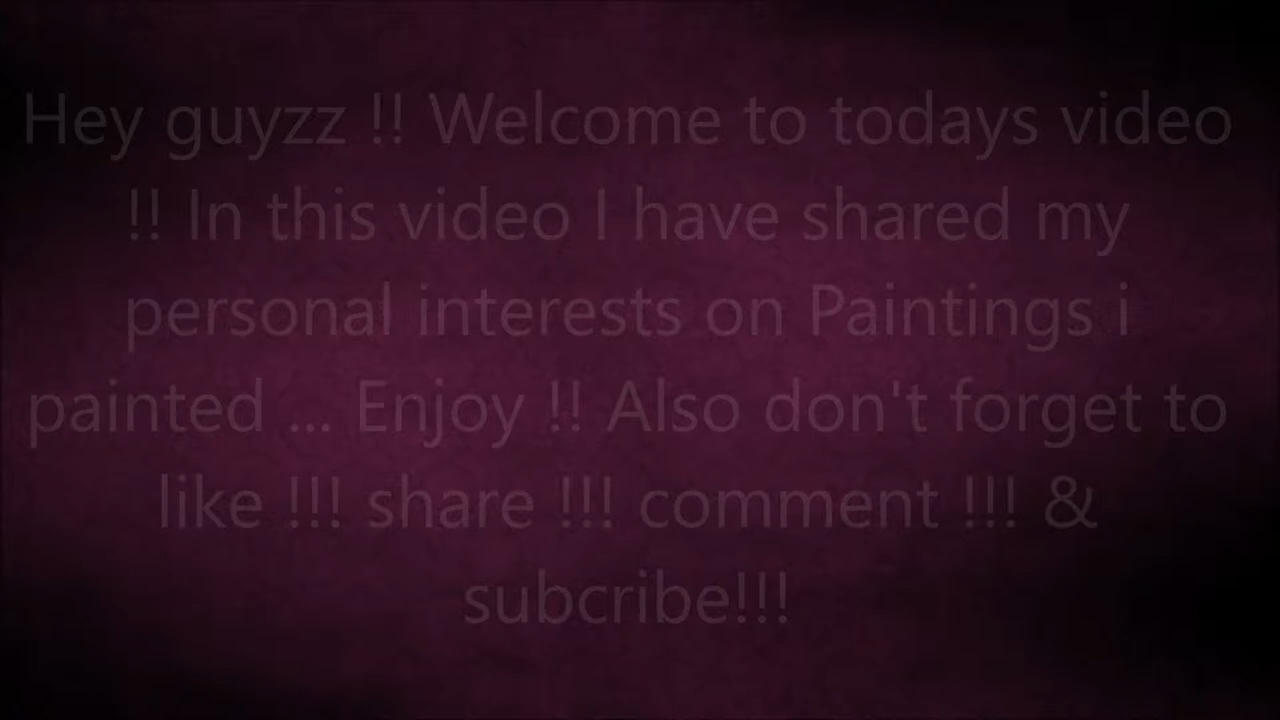 Hey guyzz !! Welcome to todays video
!! In this video I have shared my
personal interests on Paintings i
painted ... Enjoy !! Also don't forget to
like !!! share !!! comment !!! &
subcribe!!!